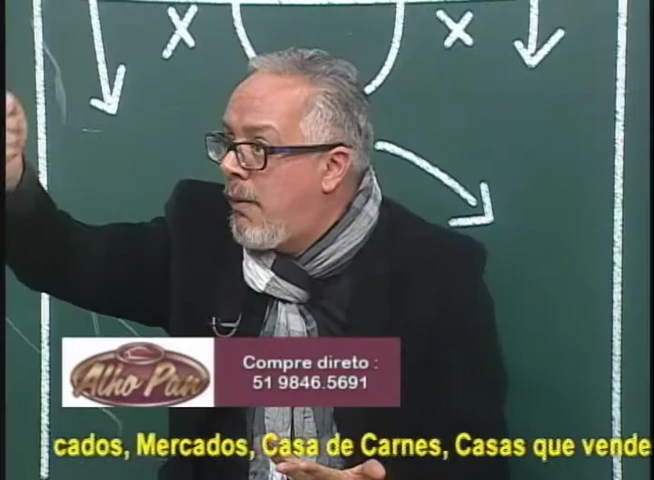 Alho Pan
Compre direto :
51 9846.5691
cados, Mercados, Casa de Carnes, Casas que vende